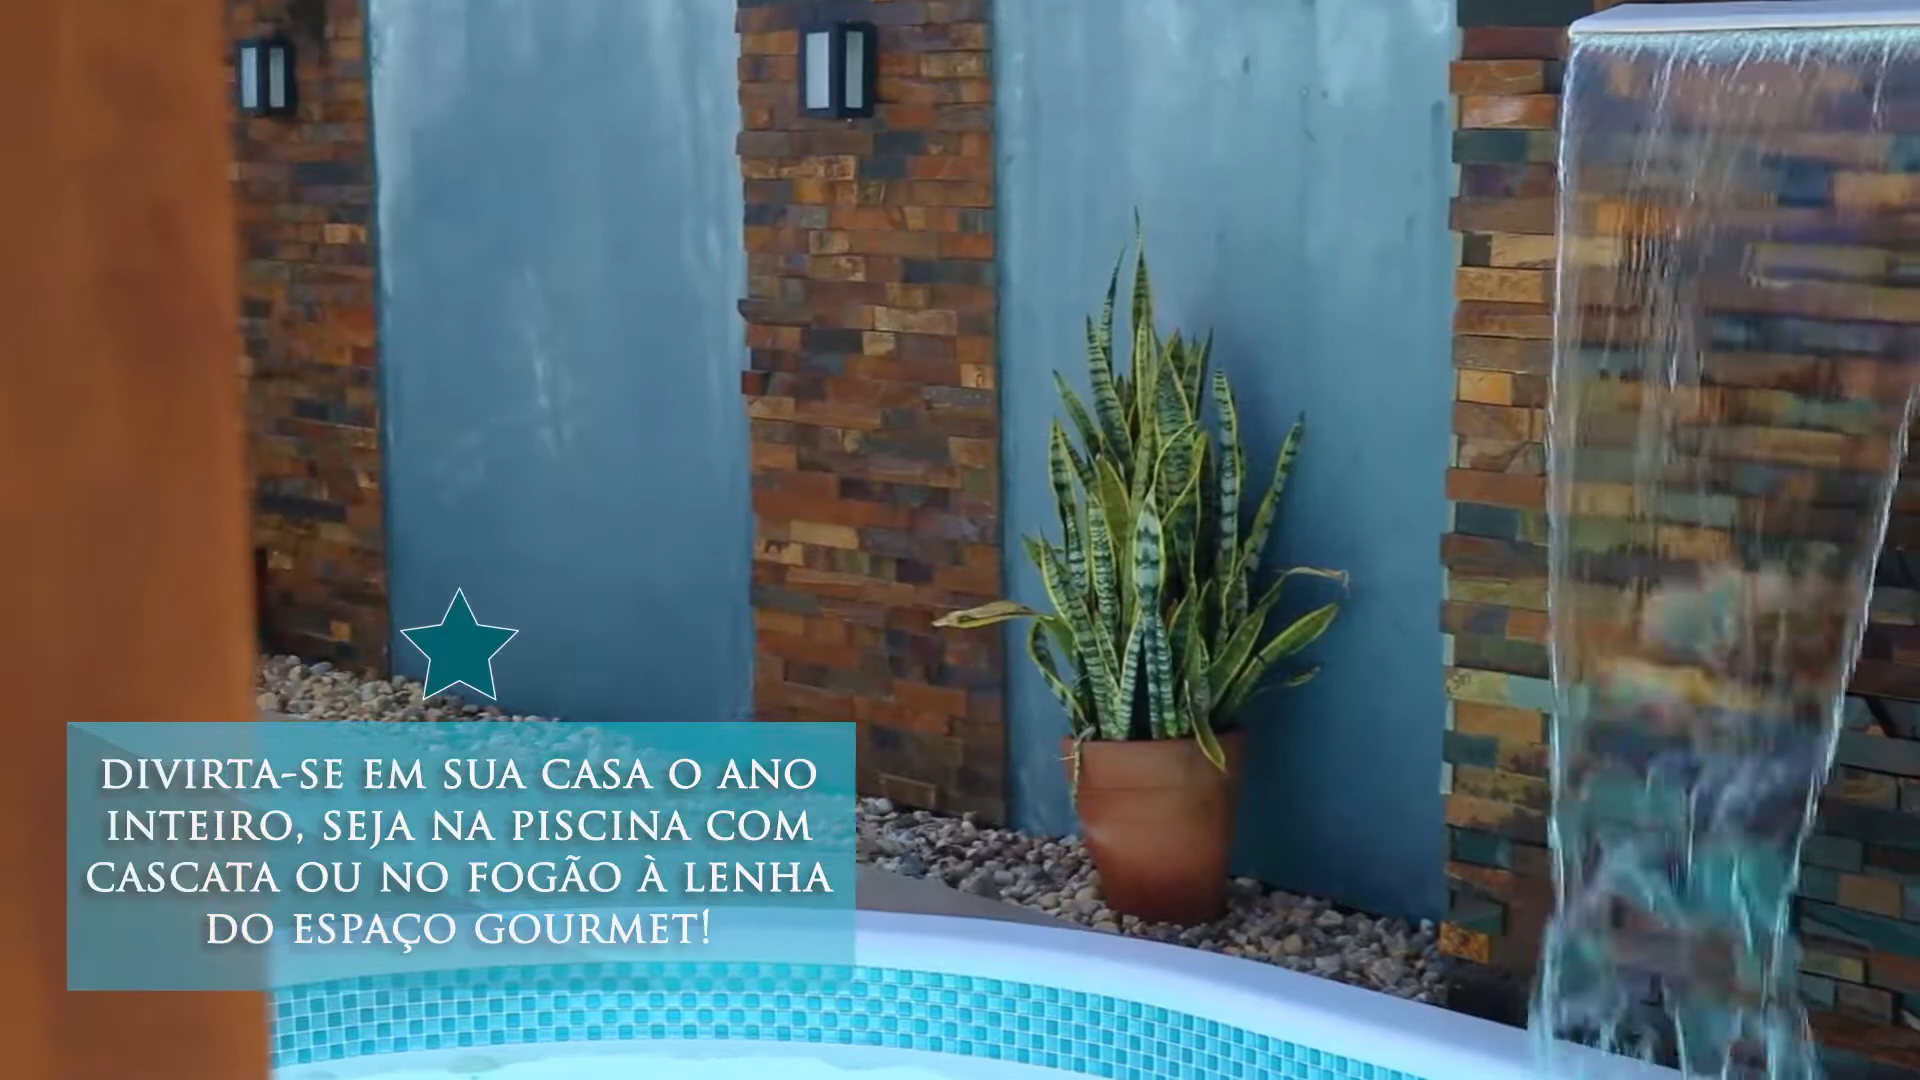 DIVIRTA-SE EM SUA CASA O ANO
INTEIRO, SEJA NA PISCINA COM
CASCATA OU NO FOGÃO À LENHA
DO ESPAÇO GOURMET!